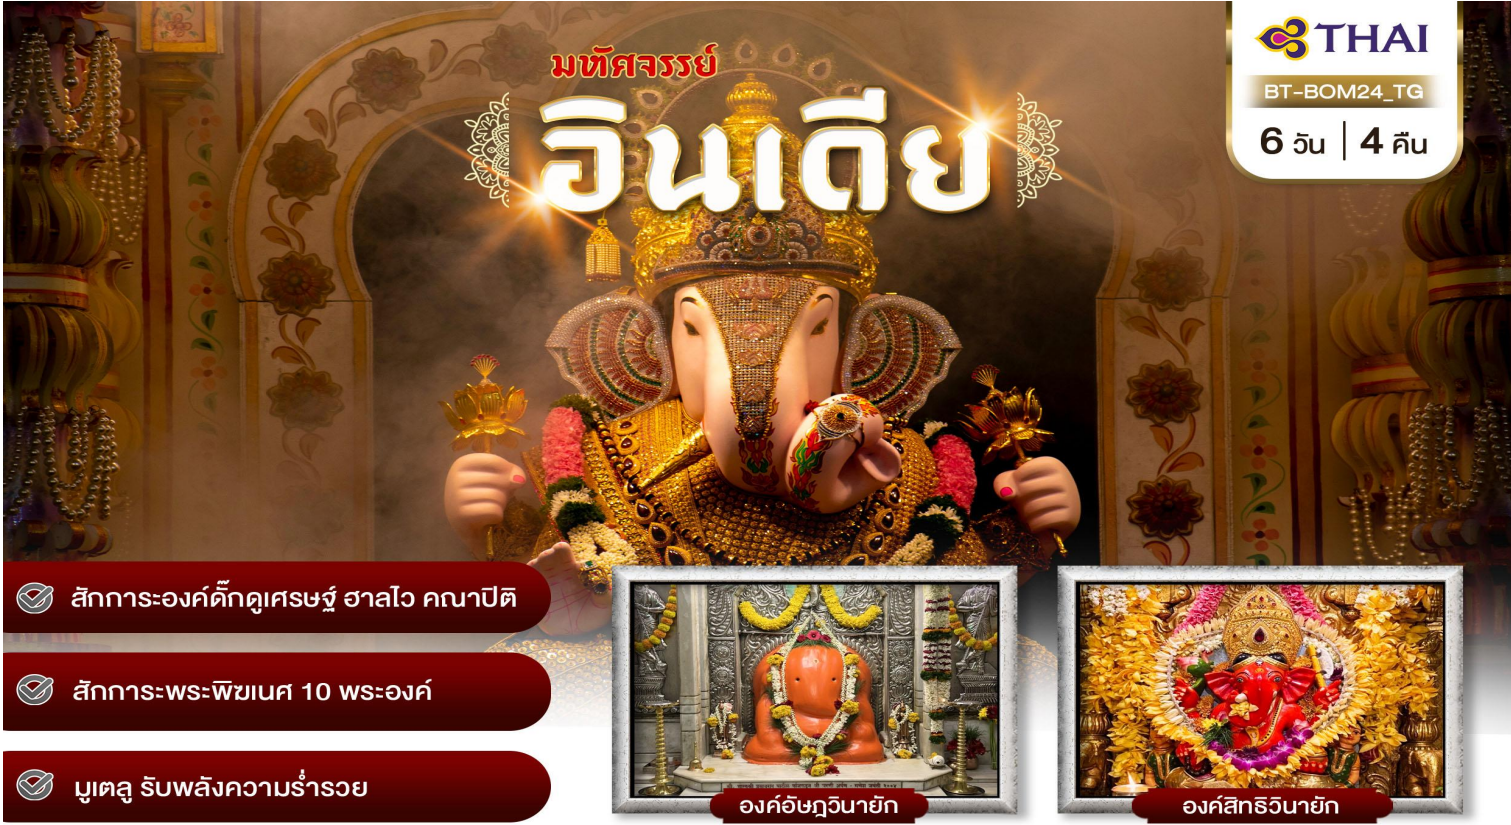 มหัศจรรย์
อินเดีย
THAI
BT-BOM24_TG
6 วัน | 4 คืน
สักการะองค์ดั๊กดูเศรษฐ์ ฮาลไว คณาปิติ
สักการะพระพิฆเนศ 10 พระองค์
มูเตลู รับพลังความร่ำรวย
องค์อัษฎวินายัก
องค์สิทธิวินายัก